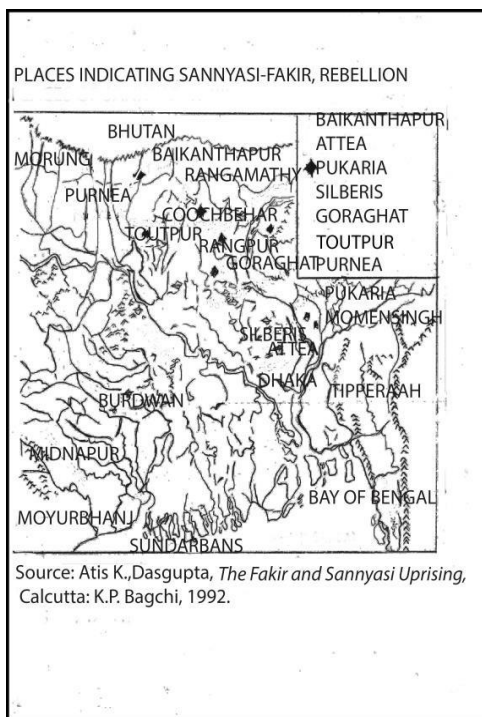 PLACES INDICATING SANNYASI-FAKIR, REBELLION
BHUTAN
MORUNG
BAIKANTHAPUR
RANGAMATHY
PURNEA
COOCHBEHAR
TOUTPUR
RANGPUR
GORAGHAT
BAIKANTHAPUR,
ATTEA
PUKARIA
SILBERIS
GORAGHAT
TOUTPUR
PURNEA
PUKARIA
MOMENSINGH
SILBERIS
ATTEA
DHAKA
TIPPERAAH
BURDWAN
MIDNAPUR
MOYURBHANJ
BAY OF BENGAL
SUNDARBANS
Source: Atis K.,Dasgupta, The Fakir and Sannyasi Uprising,
Calcutta: K.P. Bagchi, 1992.